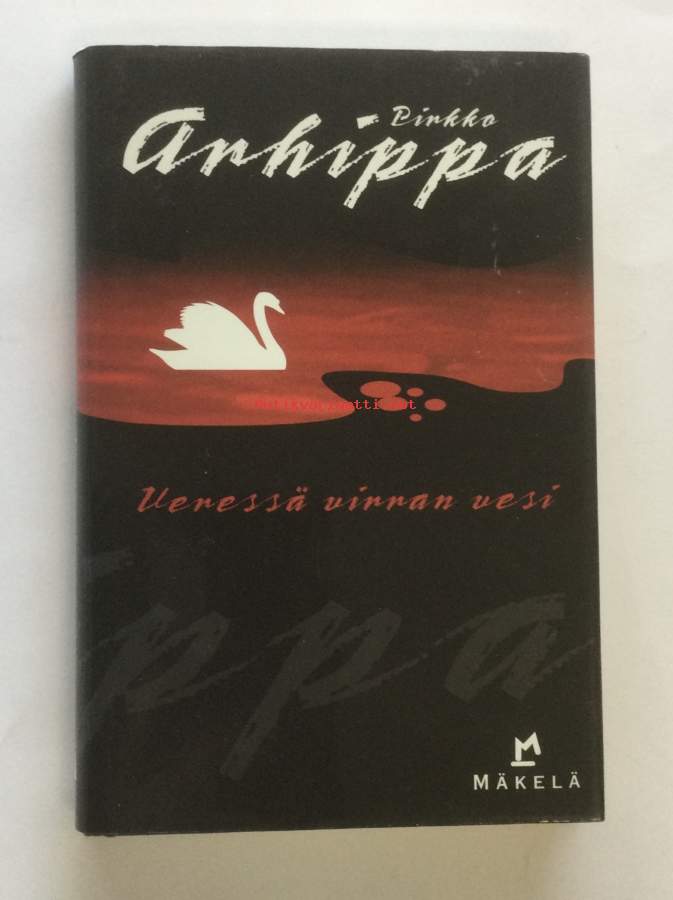 Pirkko
Arhippa
Veressä virran vesi
ppa
M
MÄKELÄ